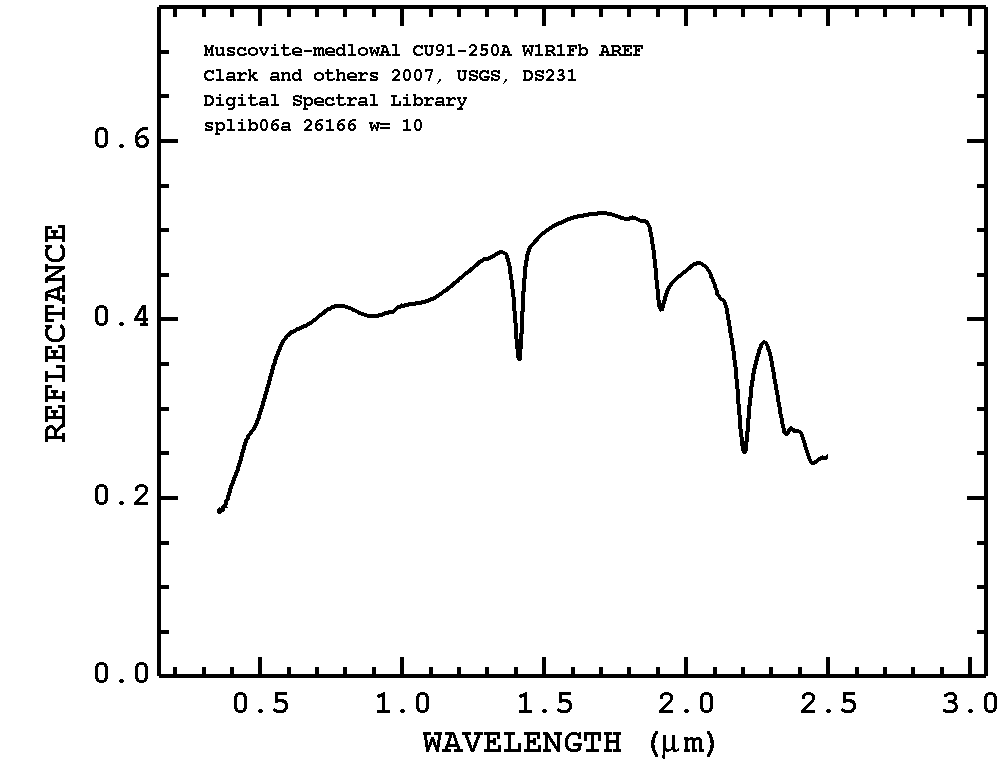 Muscovite-medlowAl CU91-250A W1R1Fb AREF
Clark and others 2007, USGS, DS231
Digital Spectral Library
splib06a 26166 w= 10
0.6
0.4
0.2
0.0
REFLECTANCE
0.5 1.0 1.5 2.0 2.5 3.0
WAVELENGTH (μm)